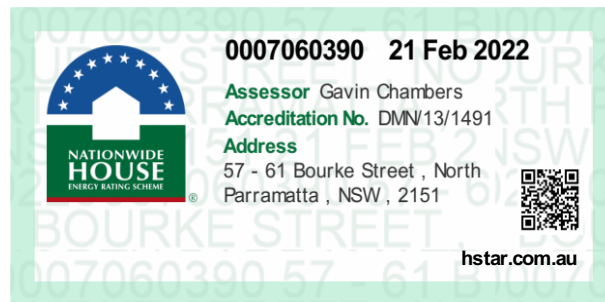 0007060390 21 Feb 2022
Assessor Gavin Chambers
Accreditation No. DMN/13/1491
Address
57 - 61 Bourke Street , North
Parramatta , NSW , 2151
NATIONWIDE
HOUSE
ENERGY RATING SCHEME
®
hstar.com.au